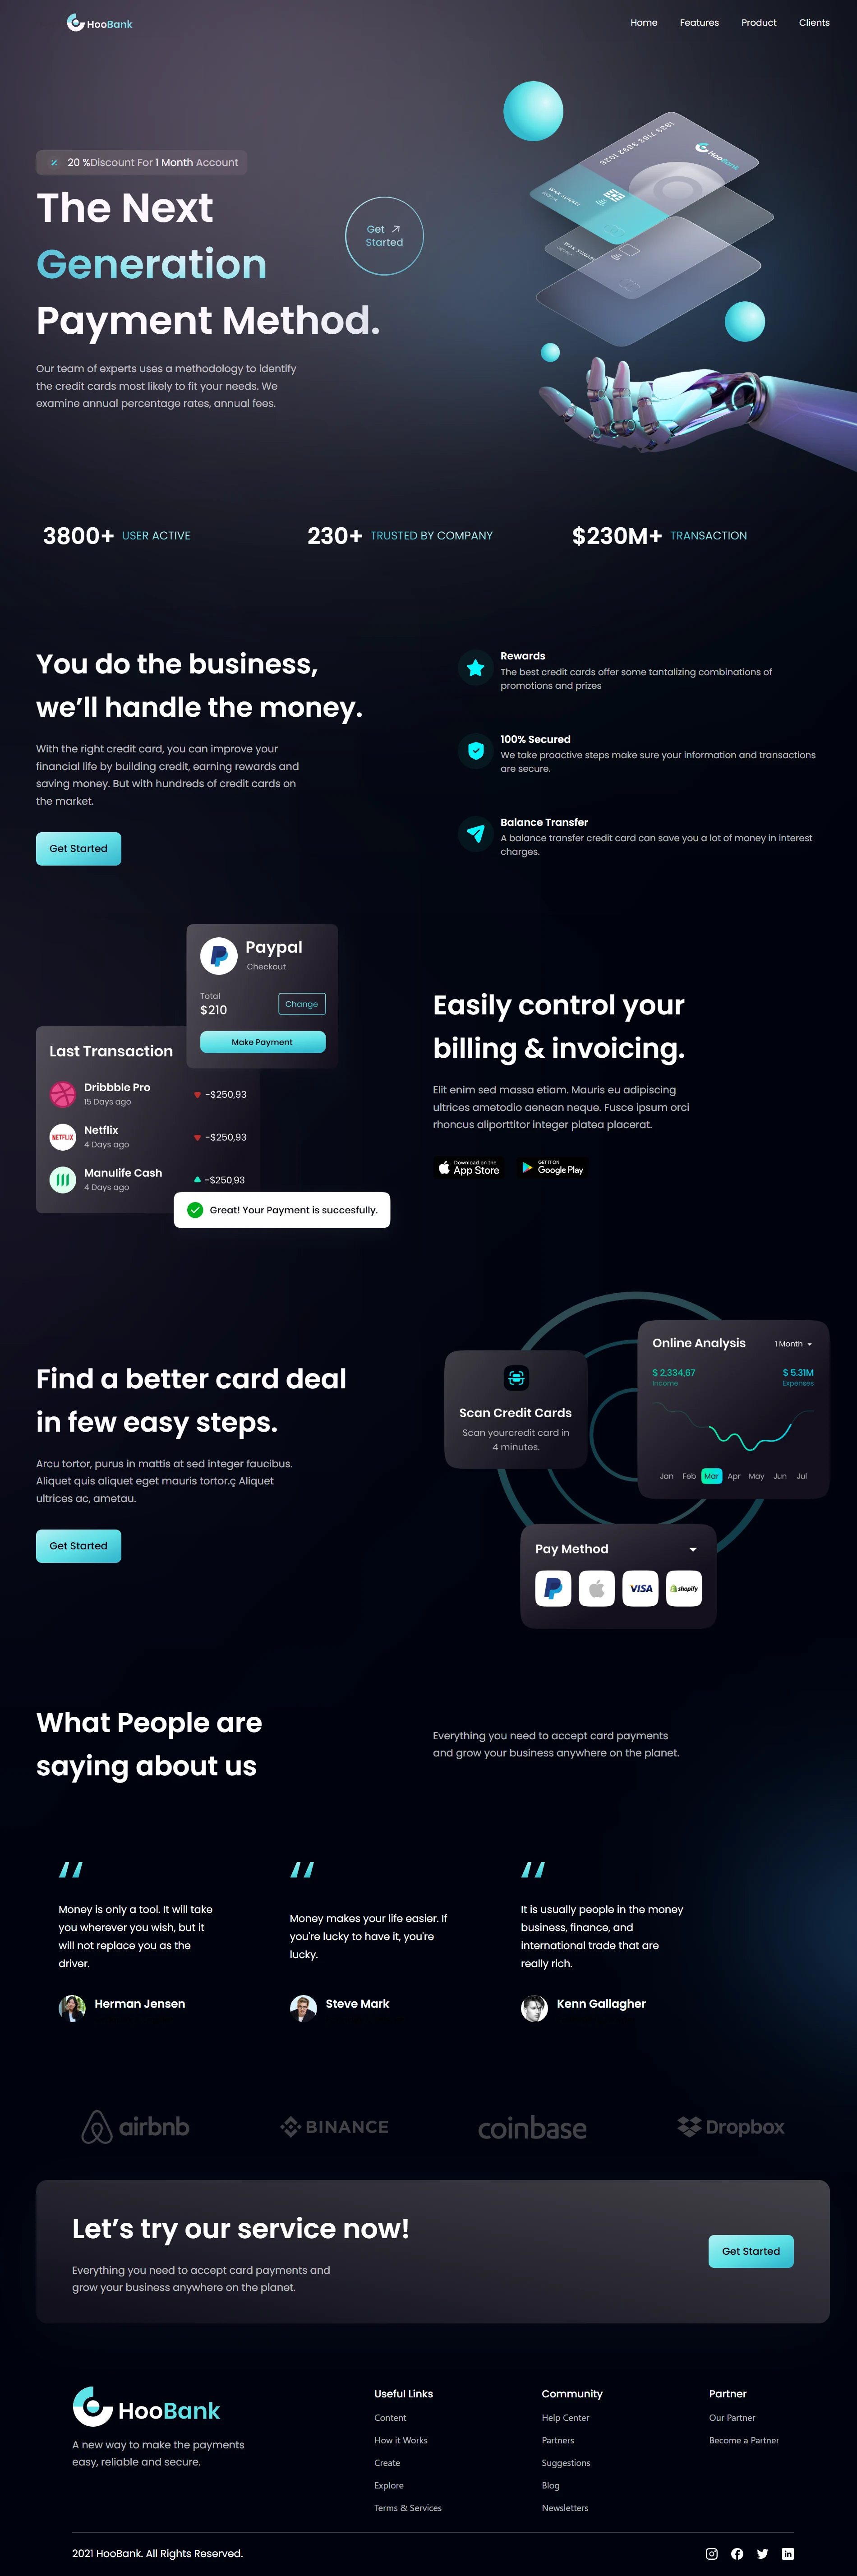 HooBank
Home Features Product Clients
20 %Discount For 1 Month Account
The Next
Generation
Payment Method.
Get
Started
Our team of experts uses a methodology to identify
the credit cards most likely to fit your needs. We
examine annual percentage rates, annual fees.
HooBank
3800+ USER ACTIVE
230+ TRUSTED BY COMPANY
$230M+ TRANSACTION
You do the business,
we’ll handle the money.
With the right credit card, you can improve your
financial life by building credit, earning rewards and
saving money. But with hundreds of credit cards on
the market.
Get Started
Rewards
The best credit cards offer some tantalizing combinations of
promotions and prizes
100% Secured
We take proactive steps make sure your information and transactions
are secure.
Balance Transfer
A balance transfer credit card can save you a lot of money in interest
charges.
Paypal
Checkout
Total
$210
Change
Make Payment
Last Transaction
Dribbble Pro
15 Days ago
-$250,93
Netflix
4 Days ago
-$250,93
NETFLIX
Manulife Cash
4 Days ago
-$250,93
Great! Your Payment is succesfully.
Easily control your
billing & invoicing.
Elit enim sed massa etiam. Mauris eu adipiscing
ultrices ametodio aenean neque. Fusce ipsum orci
rhoncus aliporttitor integer platea placerat.
Download on the
App Store
GET IT ON
Google Play
Find a better card deal
in few easy steps.
Arcu tortor, purus in mattis at sed integer faucibus.
Aliquet quis aliquet eget mauris tortor.ç Aliquet
ultrices ac, ametau.
Get Started
Scan Credit Cards
Scan yourcredit card in
4 minutes.
Online Analysis
1 Month
$ 2,334,67
Income
$ 5.31M
Expenses
Jan Feb Mar Apr May Jun Jul
Pay Method
VISA
shopify
What People are
saying about us
Everything you need to accept card payments
and grow your business anywhere on the planet.
Money is only a tool. It will take
you wherever you wish, but it
will not replace you as the
driver.
Herman Jensen
Money makes your life easier. If
you're lucky to have it, you're
lucky.
Steve Mark
It is usually people in the money
business, finance, and
international trade that are
really rich.
Kenn Gallagher
airbnb
BINANCE
coinbase
Dropbox
Let’s try our service now!
Everything you need to accept card payments and
grow your business anywhere on the planet.
Get Started
HooBank
A new way to make the payments
easy, reliable and secure.
Useful Links
Content
How it Works
Create
Explore
Terms & Services
Community
Help Center
Partners
Suggestions
Blog
Newsletters
Partner
Our Partner
Become a Partner
2021 HooBank. All Rights Reserved.